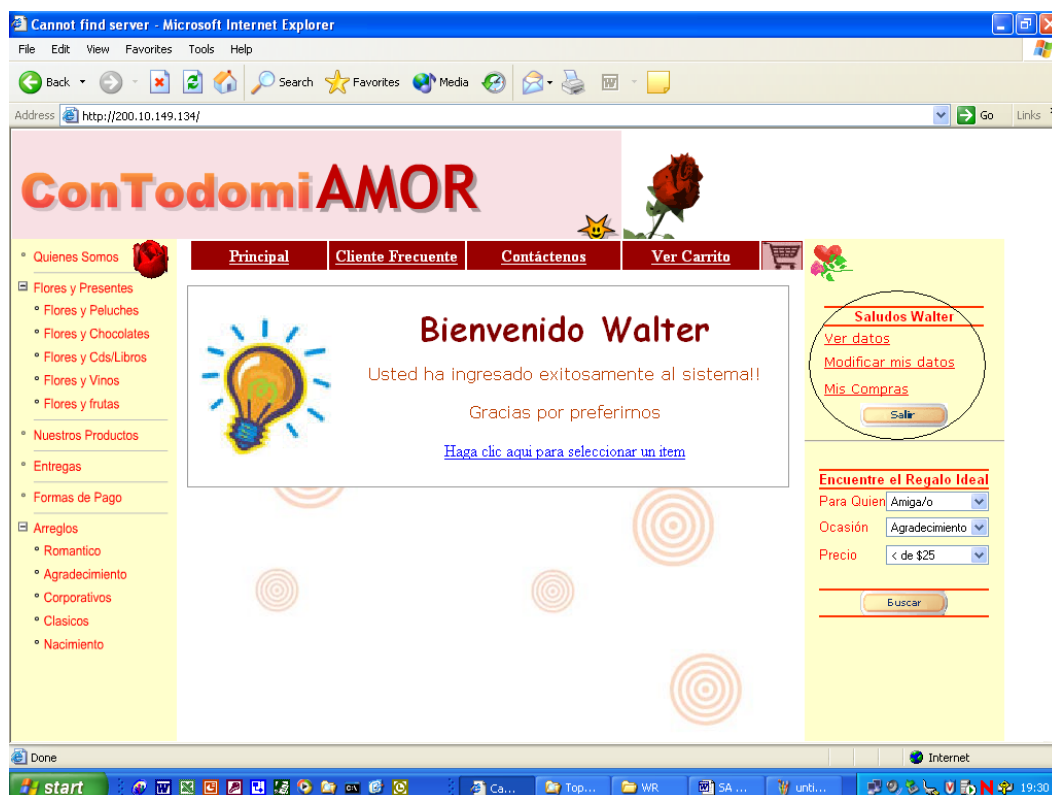 Cannot find server - Microsoft Internet Explorer
File Edit View Favorites Tools Help
Back Search Favorites Media
Address http://200.10.149.134/ Go Links
ConTodomiAMOR
Principal Cliente Frecuente Contáctenos Ver Carrito
Quienes Somos
Flores y Presentes
Flores y Peluches
Flores y Chocolates
Flores y Cds/Libros
Flores y Vinos
Flores y frutas
Nuestros Productos
Entregas
Formas de Pago
Arreglos
Romantico
Agradecimiento
Corporativos
Clasicos
Nacimiento
Bienvenido Walter
Usted ha ingresado exitosamente al sistema!!
Gracias por preferirnos
Haga clic aqui para seleccionar un item
Saludos Walter
Ver datos
Modificar mis datos
Mis Compras
Salir
Encuentre el Regalo Ideal
Para Quien Amiga/o
Ocasión Agradecimiento
Precio < de $25
Buscar
Done Internet
start Ca... Top... WR SA ... unti... 19:30